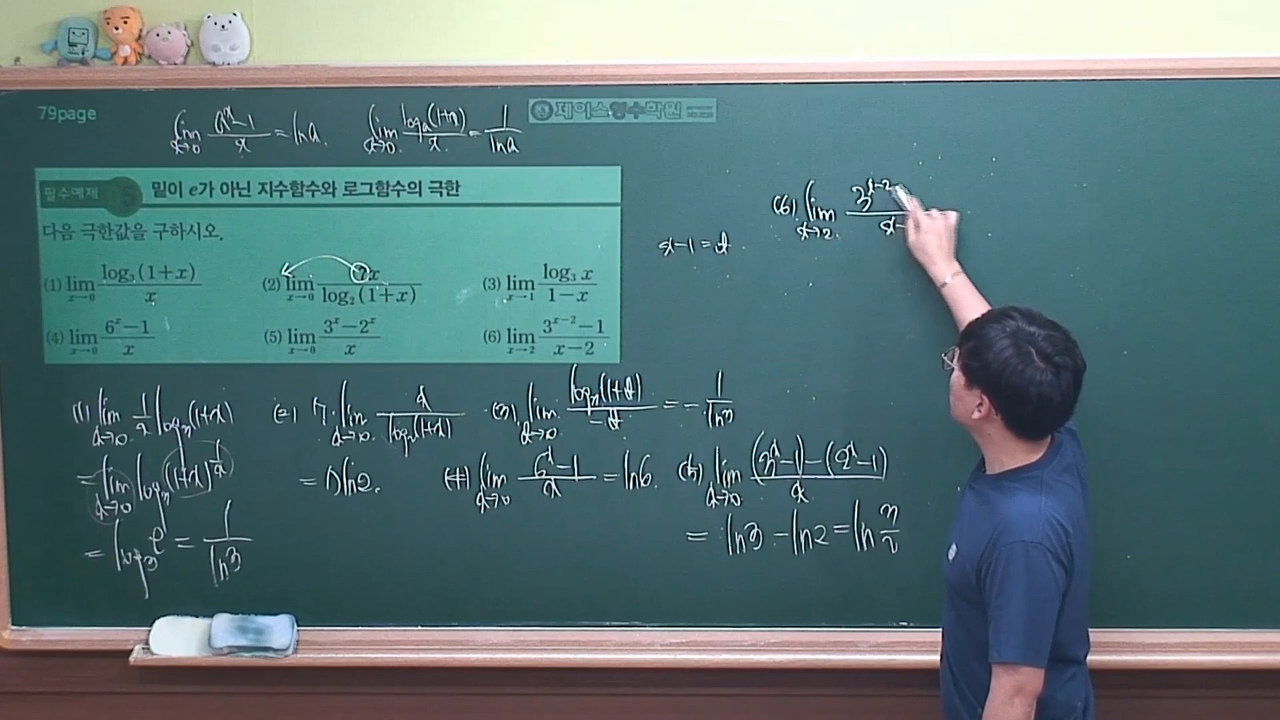 79page
lim x→0 (a^x-1)/x = ln a
lim x→0 log_a(1+x)/x = 1/ln a
제이스영수학원
필수예제
밑이 e가 아닌 지수함수와 로그함수의 극한
다음 극한값을 구하시오.
(1) lim x→0 log₃(1+x)/x
(2) lim x→0 7x/log₂(1+x)
(3) lim x→1 log₃x/(1-x)
(4) lim x→0 (6^x-1)/x
(5) lim x→0 (3^x-2^x)/x
(6) lim x→2 (3^(x-2)-1)/(x-2)
x-1=t
(6) lim x→2 3^(x-2) / x-
(1) lim x→0 1/x log₃(1+x)
= lim x→0 log₃(1+x)^(1/x)
= log₃e = 1/ln3
(2) 7·lim x→0 x/log₂(1+x)
= 7ln2.
(3) lim t→0 log₃(1+t)/-t = -1/ln3
(4) lim x→0 (6^x-1)/x = ln6.
(5) lim x→0 ((3^x-1)-(2^x-1))/x
= ln3-ln2 = ln 3/2